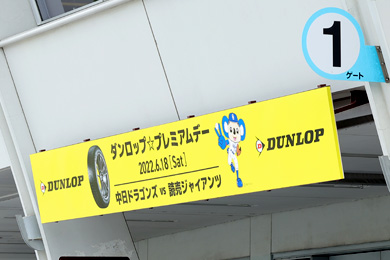 1
ゲート
DUNLOP
ダンロップ☆プレミアムデー
2022.6.18[Sat]
中日ドラゴンズ vs 読売ジャイアンツ
DUNLOP